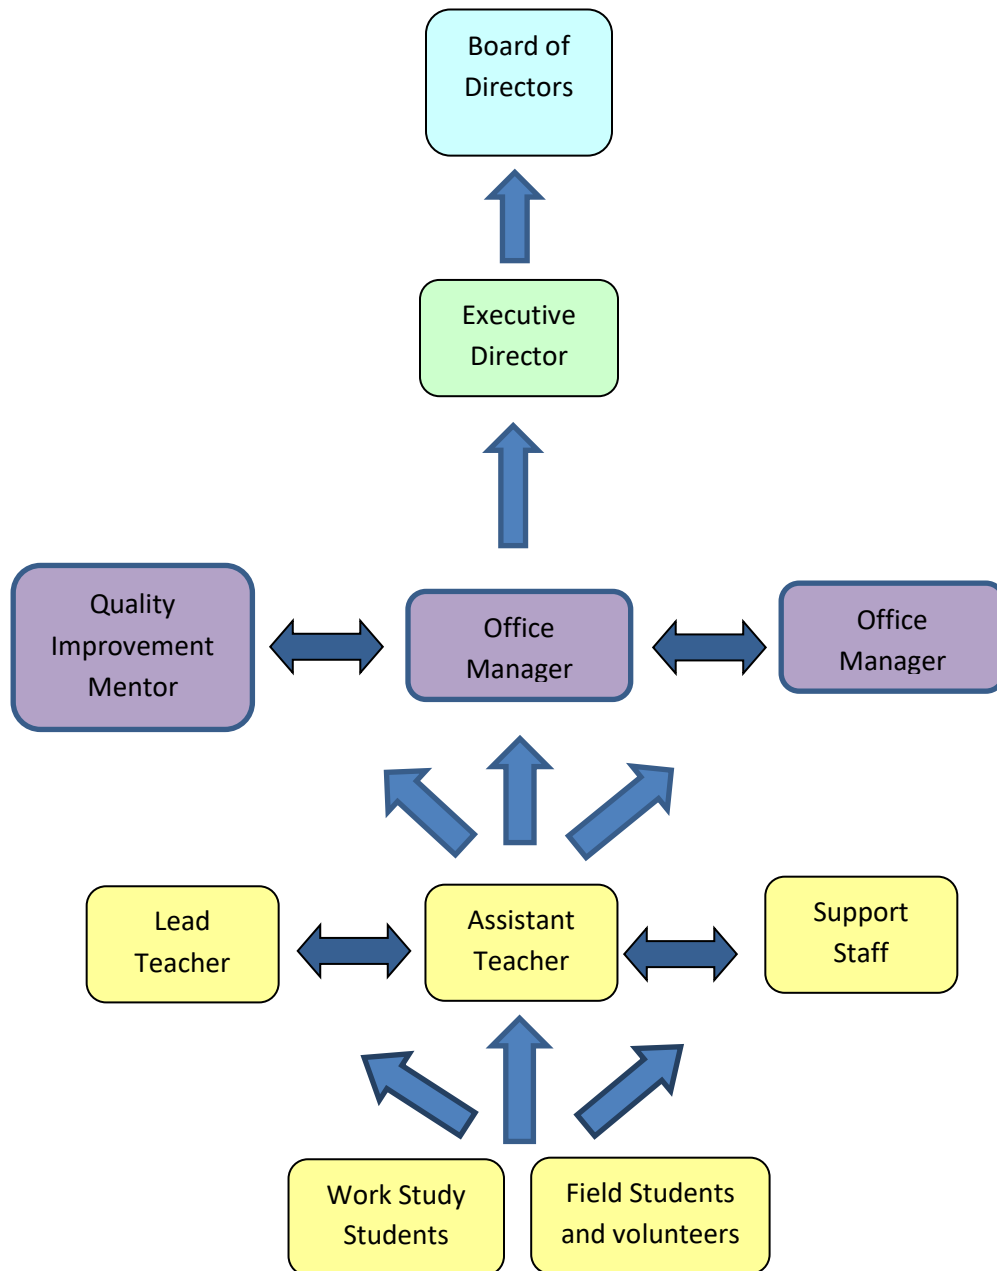 Board of
Directors
Executive
Director
Quality
Improvement
Mentor
Office
Manager
Office
Manager
Lead
Teacher
Assistant
Teacher
Support
Staff
Work Study
Students
Field Students
and volunteers